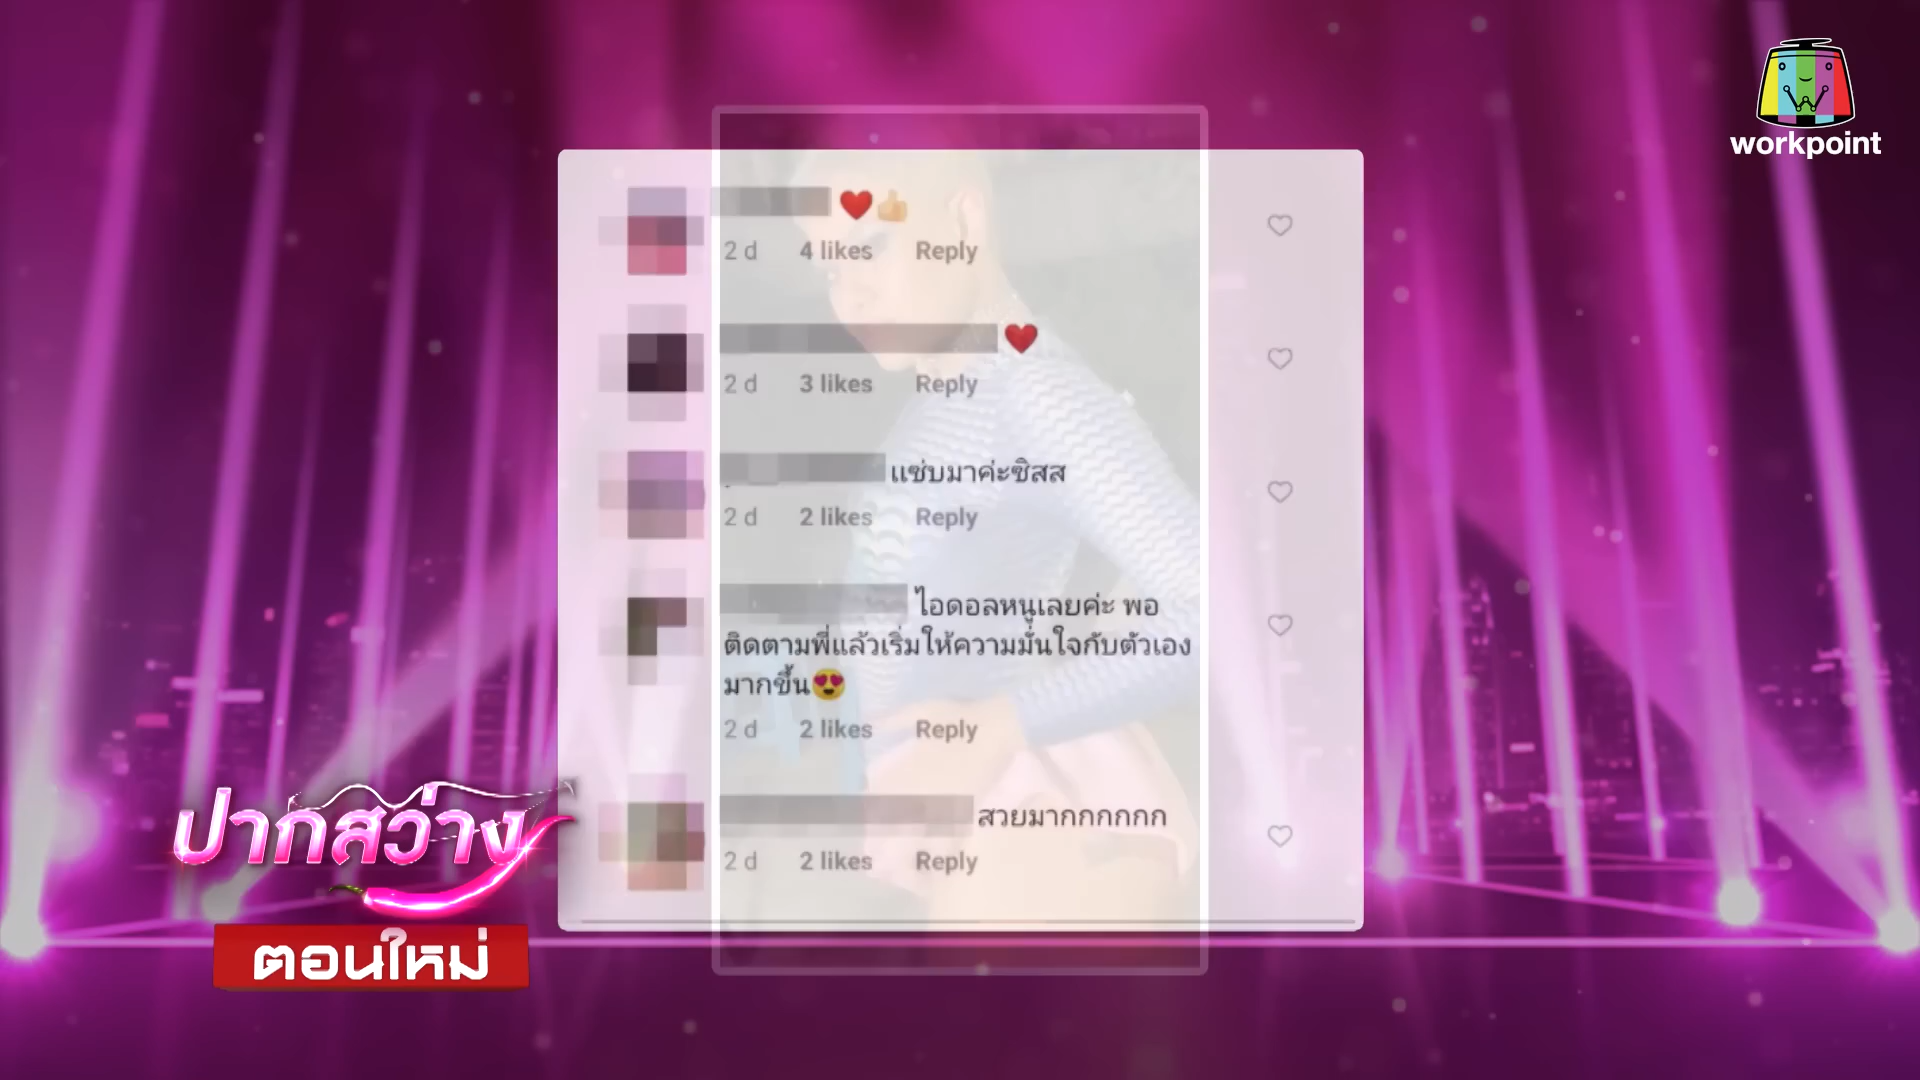 workpoint
❤️👍
2 d 4 likes Reply
❤️
2 d 3 likes Reply
แซ่บมาค่ะซิสส
2 d 2 likes Reply
ไอดอลหนูเลยค่ะ พอ
ติดตามพี่แล้วเริ่มให้ความมั่นใจกับตัวเอง
มากขึ้น😍
2 d 2 likes Reply
สวยมากกกกกก
2 d 2 likes Reply
ปากสว่าง
ตอนใหม่